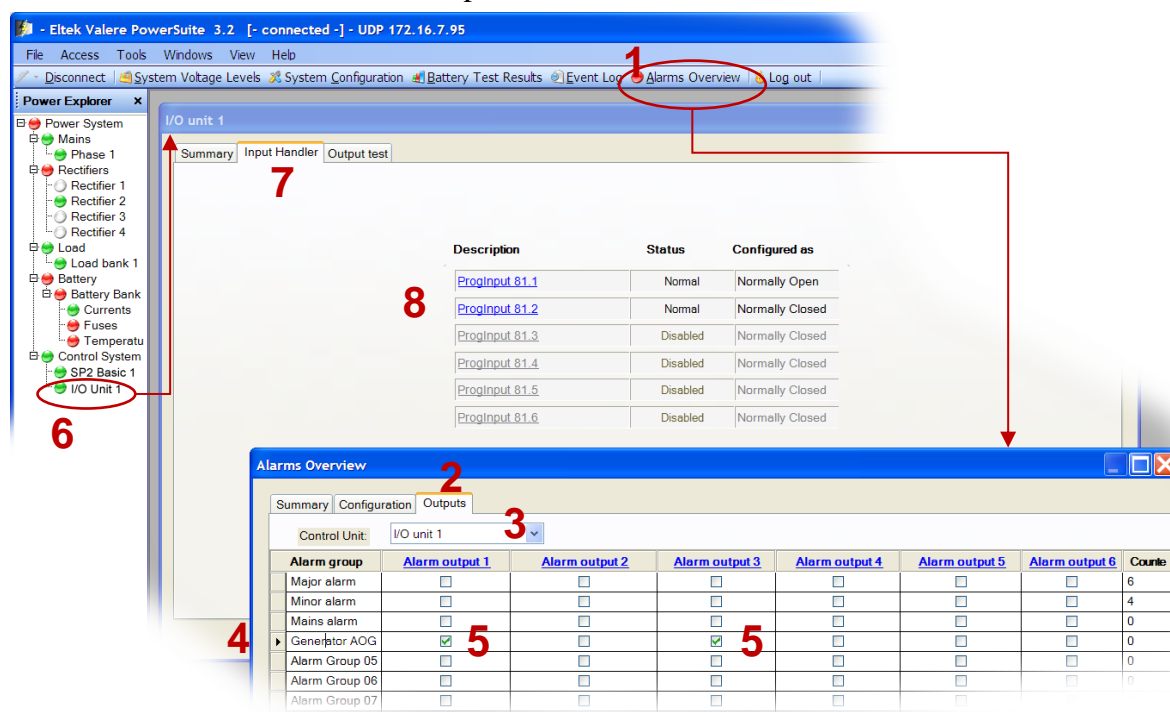 - Eltek Valere PowerSuite 3.2 [- connected -] - UDP 172.16.7.95
File Access Tools Windows View Help
Disconnect System Voltage Levels System Configuration Battery Test Results Event Log Alarms Overview Log out
1
Power Explorer x
Power System
Mains
Phase 1
Rectifiers
Rectifier 1
Rectifier 2
Rectifier 3
Rectifier 4
Load
Load bank 1
Battery
Battery Bank
Currents
Fuses
Temperatu
Control System
SP2 Basic 1
I/O Unit 1
6
I/O unit 1
Summary Input Handler Output test
7
Description Status Configured as
8
ProgInput 81.1 Normal Normally Open
ProgInput 81.2 Normal Normally Closed
ProgInput 81.3 Disabled Normally Closed
ProgInput 81.4 Disabled Normally Closed
ProgInput 81.5 Disabled Normally Closed
ProgInput 81.6 Disabled Normally Closed
Alarms Overview
2
Summary Configuration Outputs
Control Unit: I/O unit 1 3
Alarm group Alarm output 1 Alarm output 2 Alarm output 3 Alarm output 4 Alarm output 5 Alarm output 6 Counte
Major alarm 6
Minor alarm 4
Mains alarm 0
4 Generator AOG 5 5 0
Alarm Group 05 0
Alarm Group 06 0
Alarm Group 07